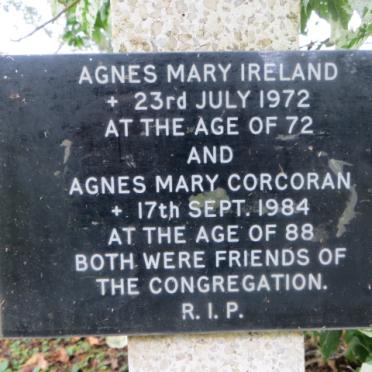 AGNES MARY IRELAND
+ 23rd JULY 1972
AT THE AGE OF 72
AND
AGNES MARY CORCORAN
+ 17th SEPT. 1984
AT THE AGE OF 88
BOTH WERE FRIENDS OF
THE CONGREGATION.
R. I. P.